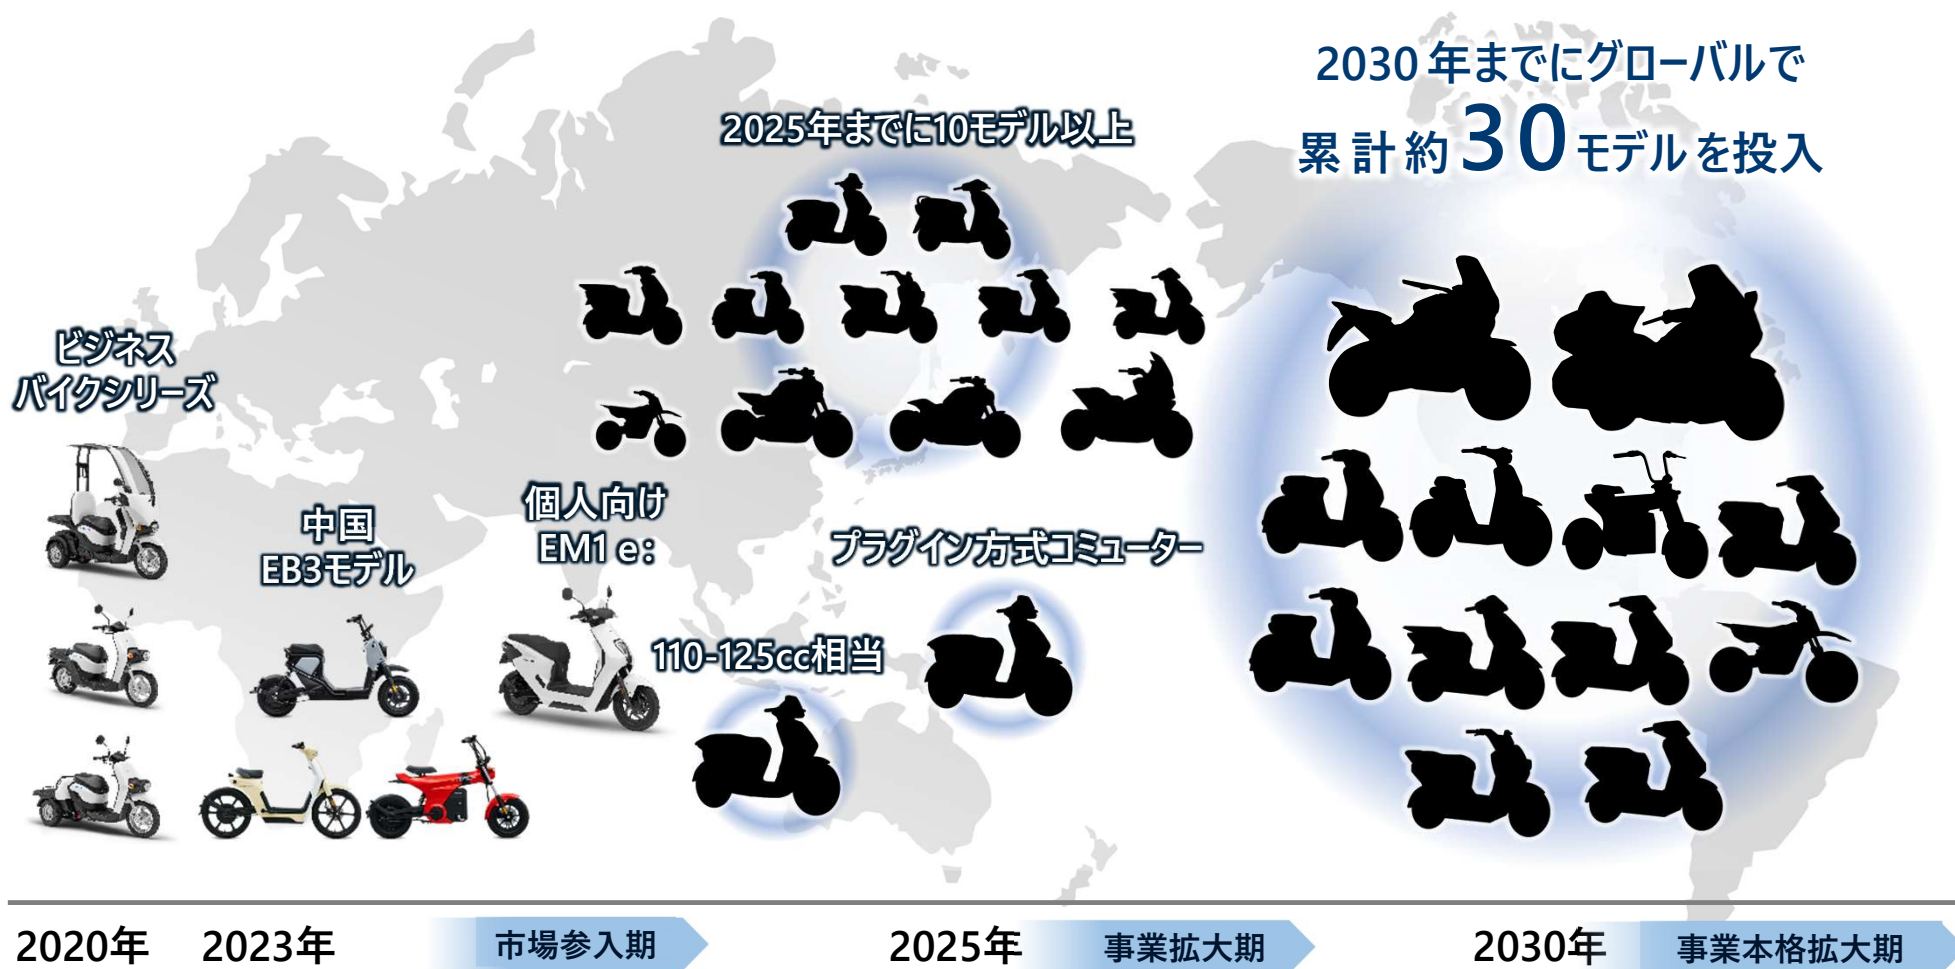 2030年までにグローバルで
累計約30モデルを投入
2025年までに10モデル以上
ビジネス
バイクシリーズ
中国
EB3モデル
個人向け
EM1 e:
プラグイン方式コミューター
110-125cc相当
2020年
2023年
市場参入期
2025年
事業拡大期
2030年
事業本格拡大期